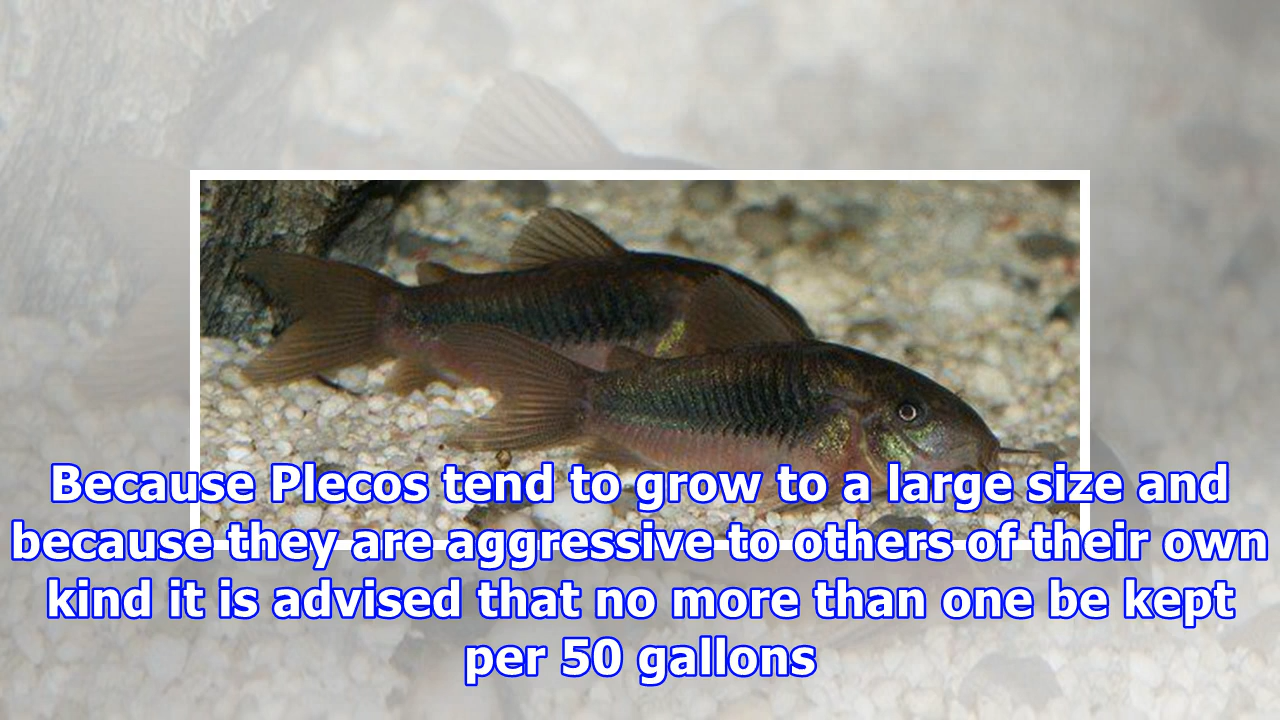 Because Plecos tend to grow to a large size and
because they are aggressive to others of their own
kind it is advised that no more than one be kept
per 50 gallons